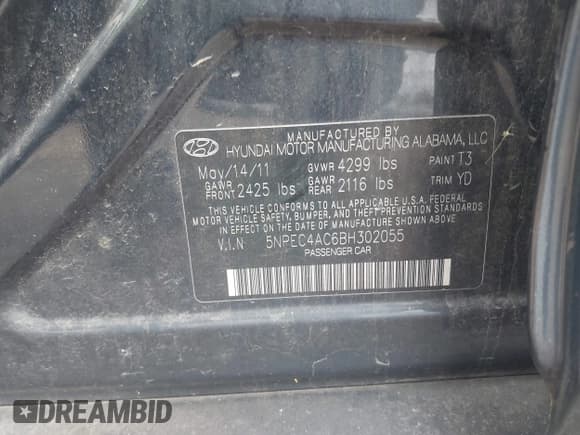 MANUFACTURED BY
HYUNDAI MOTOR MANUFACTURING ALABAMA, LLC
May/14/11 GVWR 4299 lbs PAINT T3
GAWR FRONT 2425 lbs GAWR REAR 2116 lbs TRIM YD
THIS VEHICLE CONFORMS TO ALL APPLICABLE U.S.A. FEDERAL
MOTOR VEHICLE SAFETY, BUMPER, AND THEFT PREVENTION STANDARDS
IN EFFECT ON THE DATE OF MANUFACTURE SHOWN ABOVE.
V.I.N 5NPEC4AC6BH302055
PASSENGER CAR
DREAMBID